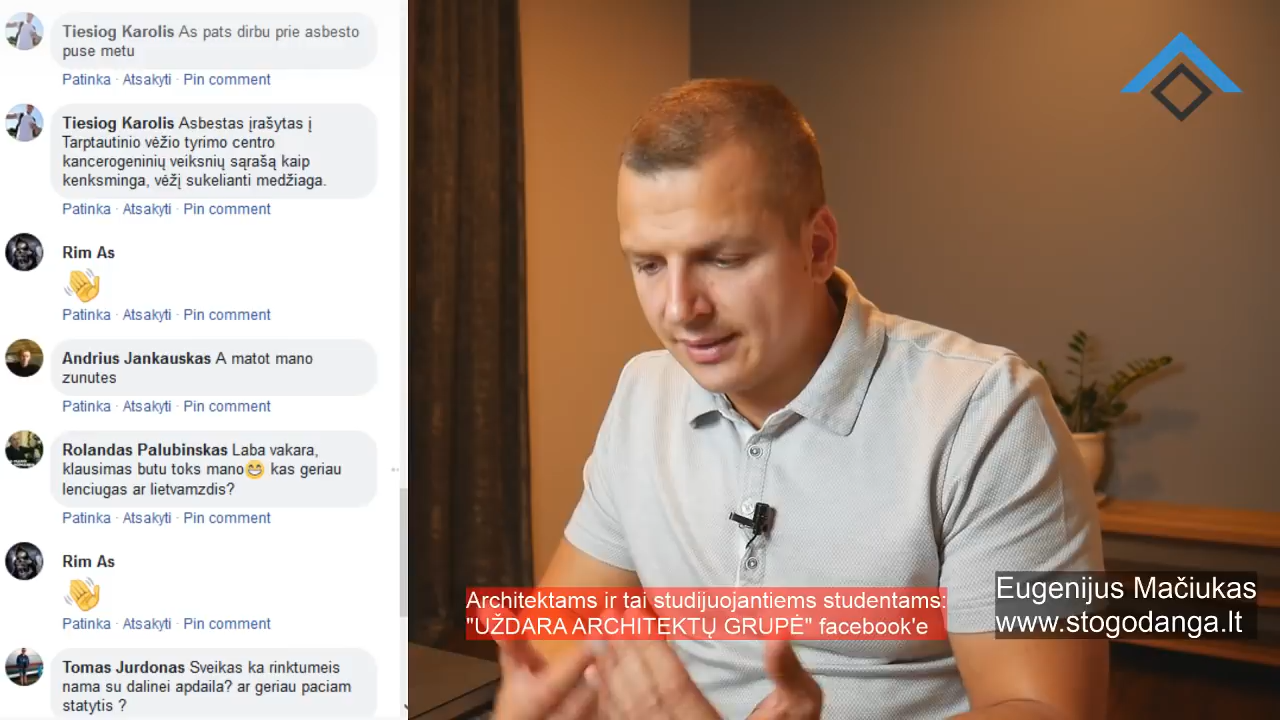 Tiesiog Karolis As pats dirbu prie asbesto
puse metu
Patinka · Atsakyti · Pin comment
Tiesiog Karolis Asbestas įrašytas į
Tarptautinio vėžio tyrimo centro
kancerogeninių veiksnių sąrašą kaip
kenksminga, vėžį sukelianti medžiaga.
Patinka · Atsakyti · Pin comment
Rim As
👋
Patinka · Atsakyti · Pin comment
Andrius Jankauskas A matot mano
zunutes
Patinka · Atsakyti · Pin comment
Rolandas Palubinskas Laba vakara,
klausimas butu toks mano😁 kas geriau
lenciugas ar lietvamzdis?
Patinka · Atsakyti · Pin comment
Rim As
👋
Patinka · Atsakyti · Pin comment
Tomas Jurdonas Sveikas ka rinktumeis
nama su dalinei apdaila? ar geriau paciam
statytis ?
Architektams ir tai studijuojantiems studentams:
"UŽDARA ARCHITEKTŲ GRUPĖ" facebook'e
Eugenijus Mačiukas
www.stogodanga.lt